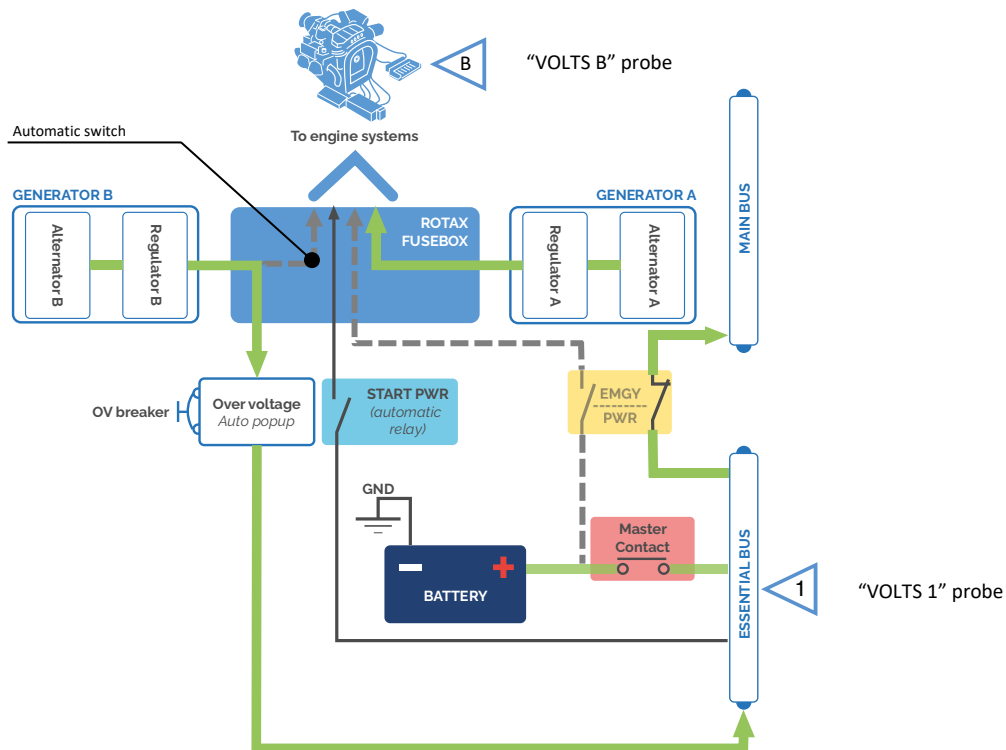 B
“VOLTS B” probe
Automatic switch
To engine systems
GENERATOR B
Alternator B
Regulator B
ROTAX
FUSEBOX
GENERATOR A
Regulator A
Alternator A
MAIN BUS
OV breaker
Over voltage
Auto popup
START PWR
(automatic
relay)
EMGY
PWR
GND
BATTERY
Master
Contact
ESSENTIAL BUS
1
“VOLTS 1” probe